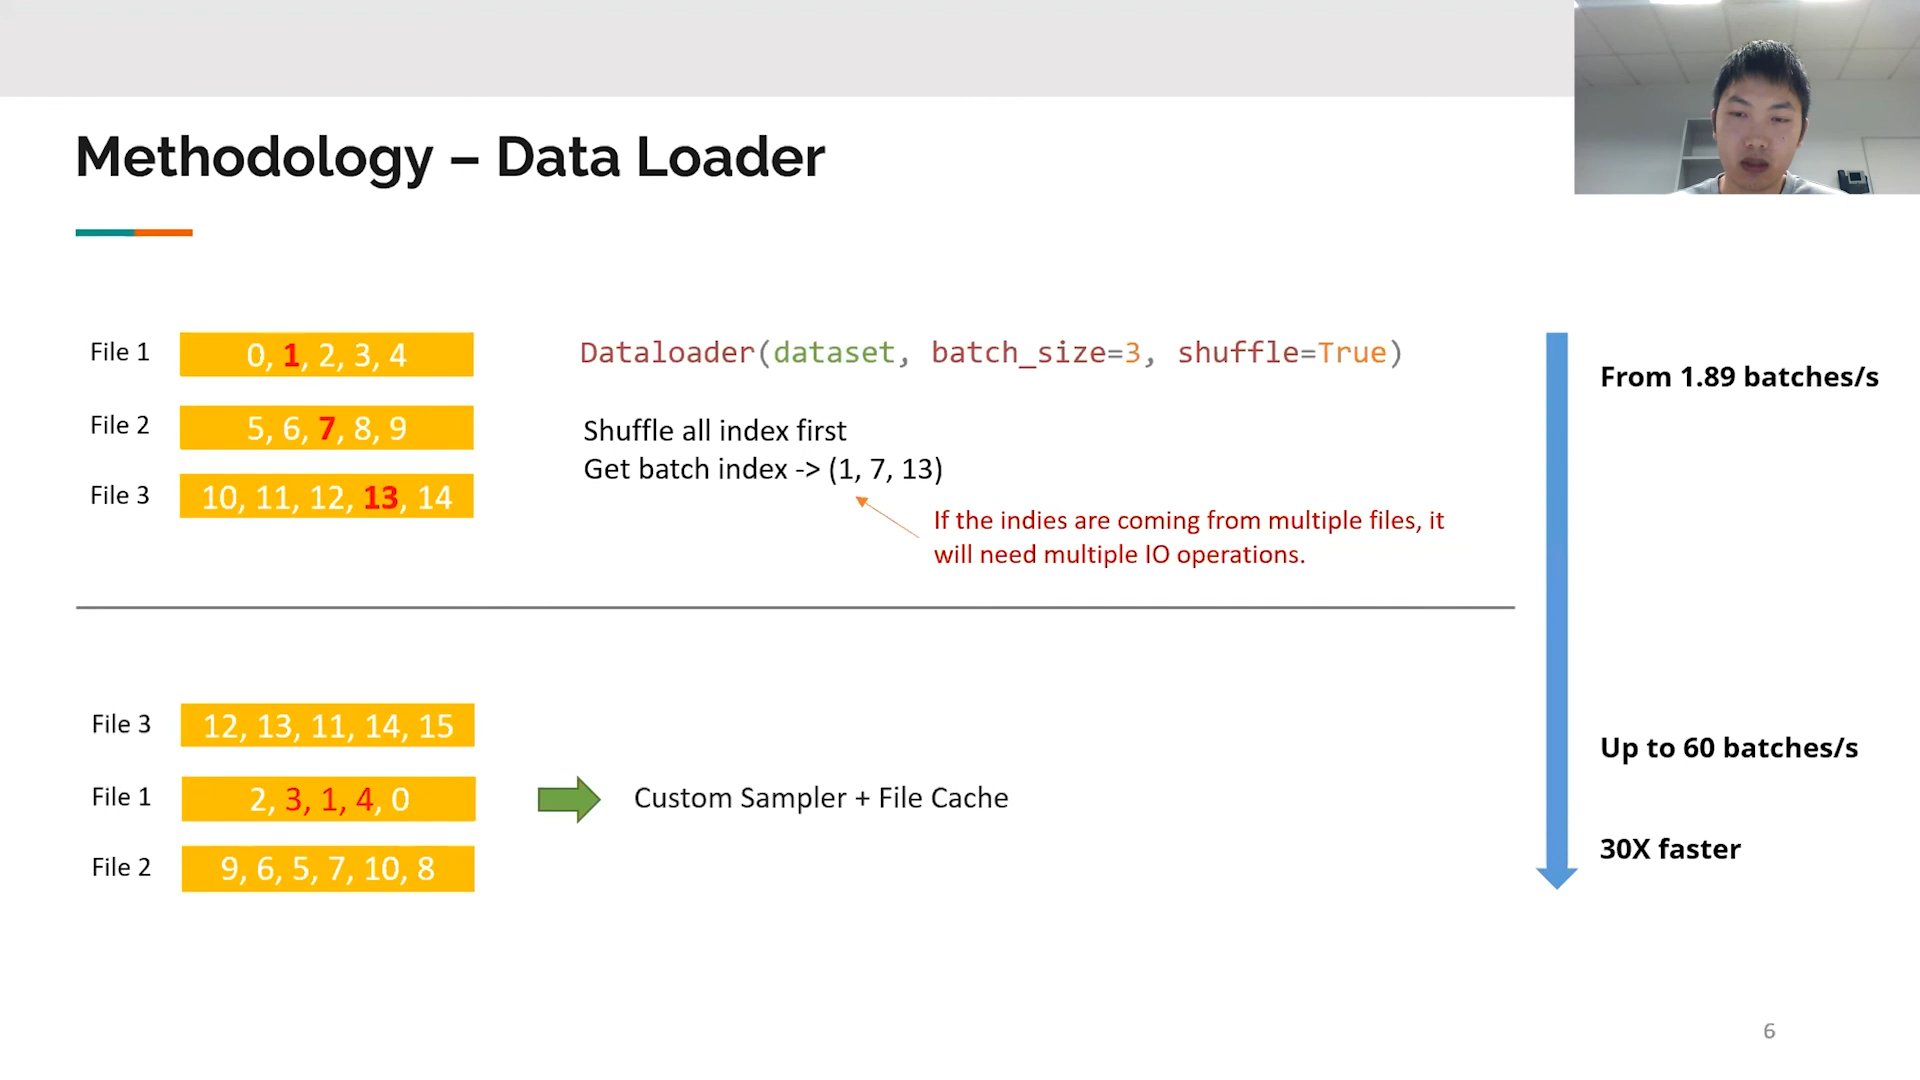 Methodology – Data Loader
File 1
0, 1, 2, 3, 4
File 2
5, 6, 7, 8, 9
File 3
10, 11, 12, 13, 14
Dataloader(dataset, batch_size=3, shuffle=True)
Shuffle all index first
Get batch index -> (1, 7, 13)
If the indies are coming from multiple files, it
will need multiple IO operations.
From 1.89 batches/s
File 3
12, 13, 11, 14, 15
File 1
2, 3, 1, 4, 0
File 2
9, 6, 5, 7, 10, 8
Custom Sampler + File Cache
Up to 60 batches/s
30X faster
6